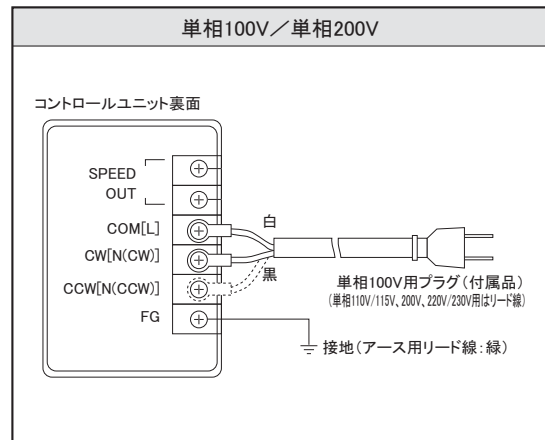 単相100V／単相200V
コントロールユニット裏面
SPEED
OUT
COM[L]
CW[N(CW)]
CCW[N(CCW)]
FG
白
黒
単相100V用プラグ（付属品）
（単相110V/115V、200V、220V/230V用はリード線）
接地（アース用リード線：緑）